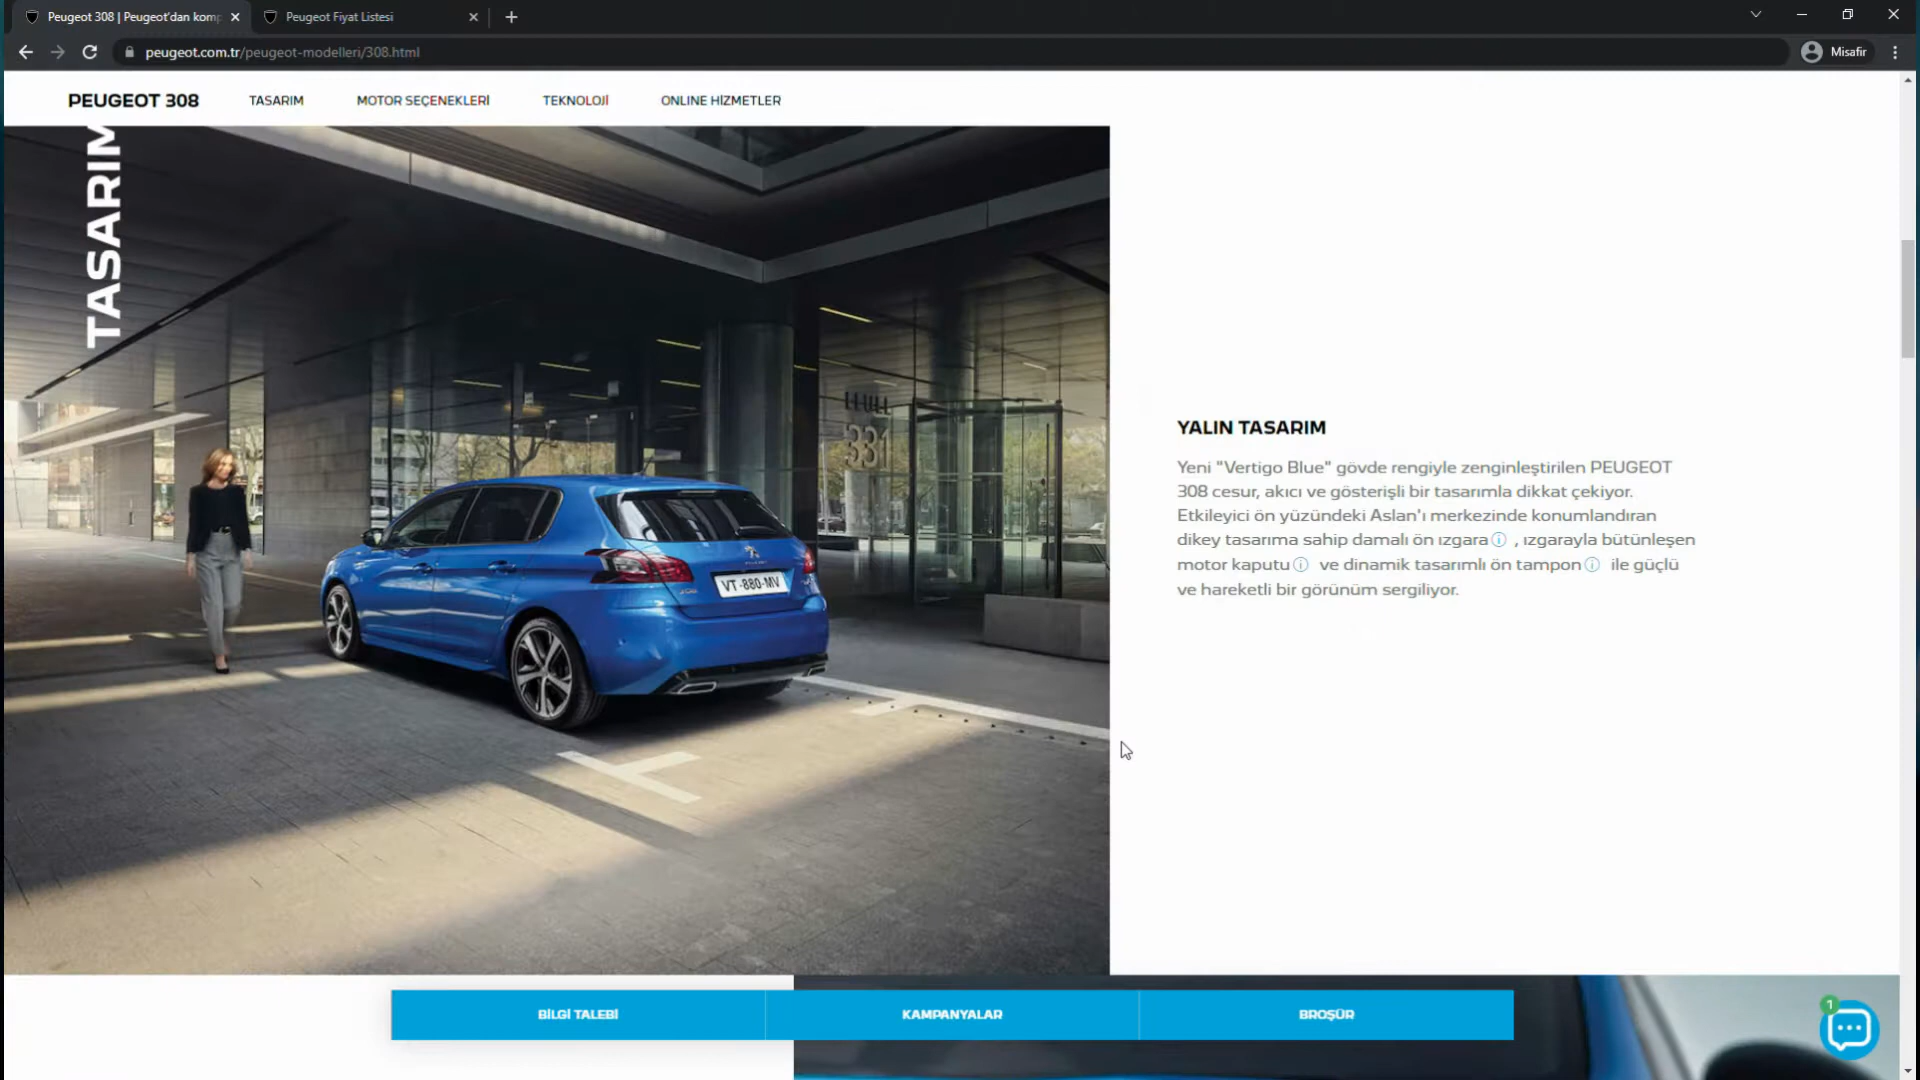 Peugeot 308 | Peugeot'dan komp
Peugeot Fiyat Listesi
peugeot.com.tr/peugeot-modelleri/308.html
Misafir
PEUGEOT 308
TASARIM
MOTOR SEÇENEKLERİ
TEKNOLOJİ
ONLINE HİZMETLER
TASARIM
LLULL
331
VT-880-MV
308
YALIN TASARIM
Yeni "Vertigo Blue" gövde rengiyle zenginleştirilen PEUGEOT
308 cesur, akıcı ve gösterişli bir tasarımla dikkat çekiyor.
Etkileyici ön yüzündeki Aslan'ı merkezinde konumlandıran
dikey tasarıma sahip damalı ön ızgara , ızgarayla bütünleşen
motor kaputu ve dinamik tasarımlı ön tampon ile güçlü
ve hareketli bir görünüm sergiliyor.
BİLGİ TALEBİ
KAMPANYALAR
BROŞÜR
1